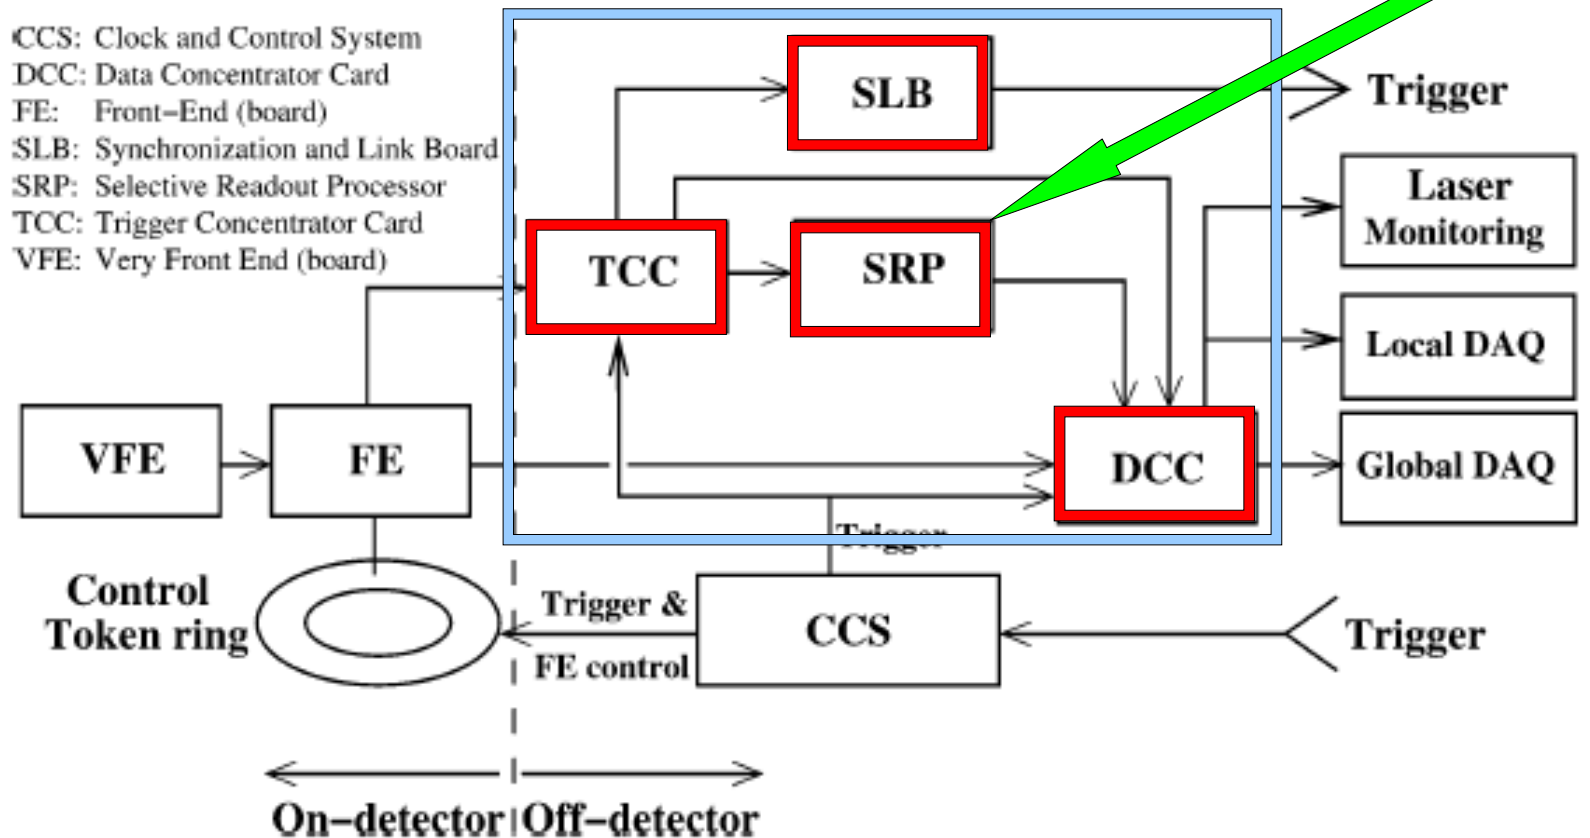 CCS: Clock and Control System
DCC: Data Concentrator Card
FE: Front-End (board)
SLB: Synchronization and Link Board
SRP: Selective Readout Processor
TCC: Trigger Concentrator Card
VFE: Very Front End (board)
SLB
Trigger
Laser
Monitoring
TCC
SRP
Local DAQ
VFE
FE
DCC
Global DAQ
Trigger
Control
Token ring
Trigger &
FE control
CCS
Trigger
On-detector
Off-detector